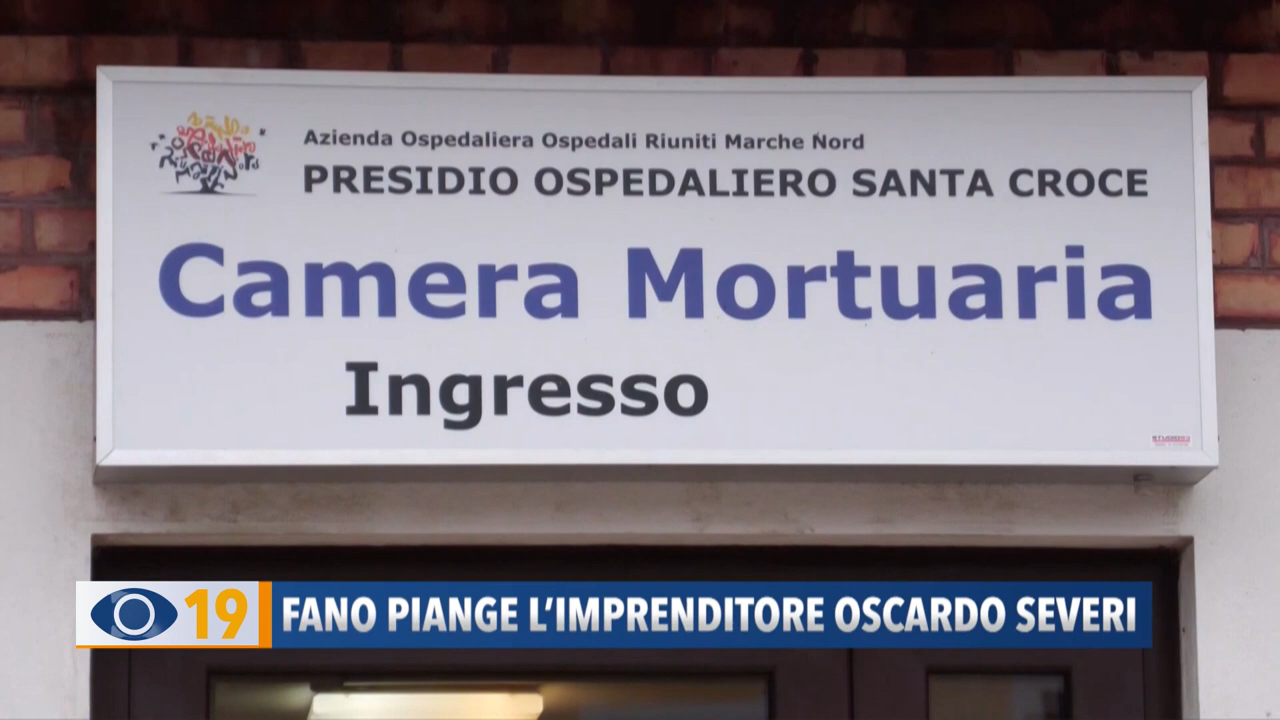 Azienda Ospedaliera Ospedali Riuniti Marche Nord
PRESIDIO OSPEDALIERO SANTA CROCE
Camera Mortuaria
Ingresso
19 FANO PIANGE L'IMPRENDITORE OSCARDO SEVERI